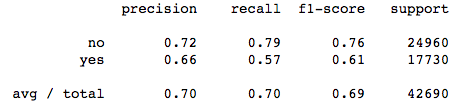 precision recall f1-score support
no 0.72 0.79 0.76 24960
yes 0.66 0.57 0.61 17730
avg / total 0.70 0.70 0.69 42690